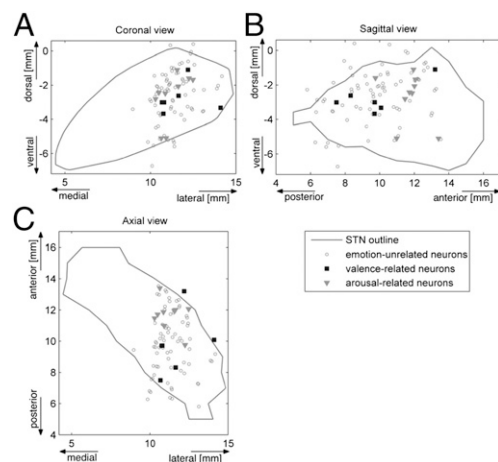 A
Coronal view
dorsal [mm]
ventral
0
-2
-4
-6
5
10
15
medial
lateral [mm]
B
Sagittal view
dorsal [mm]
ventral
0
-2
-4
-6
4
6
8
10
12
14
16
posterior
anterior [mm]
C
Axial view
anterior [mm]
posterior
16
14
12
10
8
6
4
5
10
15
medial
lateral [mm]
STN outline
emotion-unrelated neurons
valence-related neurons
arousal-related neurons